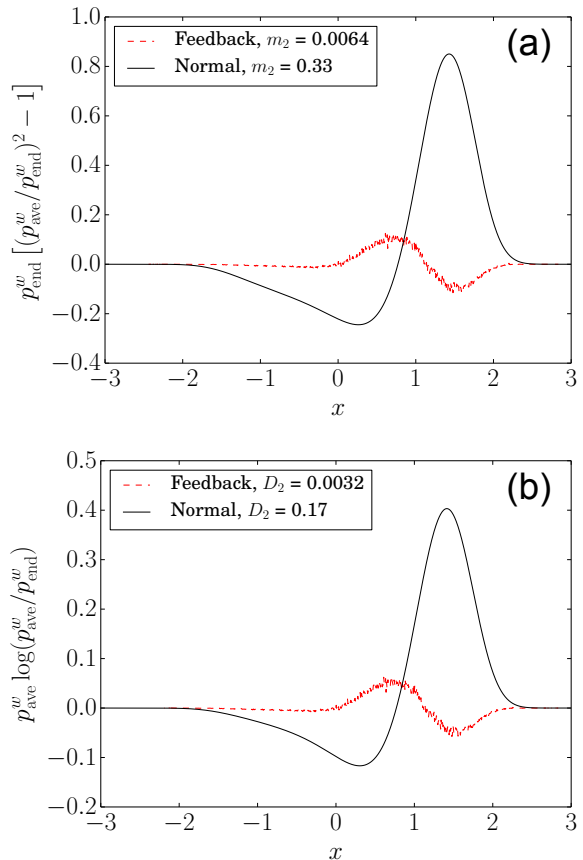 (a)
Feedback, m₂ = 0.0064
Normal, m₂ = 0.33
p^w_end [(p^w_ave/p^w_end)² − 1]
1.0
0.8
0.6
0.4
0.2
0.0
−0.2
−0.4
−3 −2 −1 0 1 2 3
x
(b)
Feedback, D₂ = 0.0032
Normal, D₂ = 0.17
p^w_ave log(p^w_ave/p^w_end)
0.5
0.4
0.3
0.2
0.1
0.0
−0.1
−0.2
−3 −2 −1 0 1 2 3
x